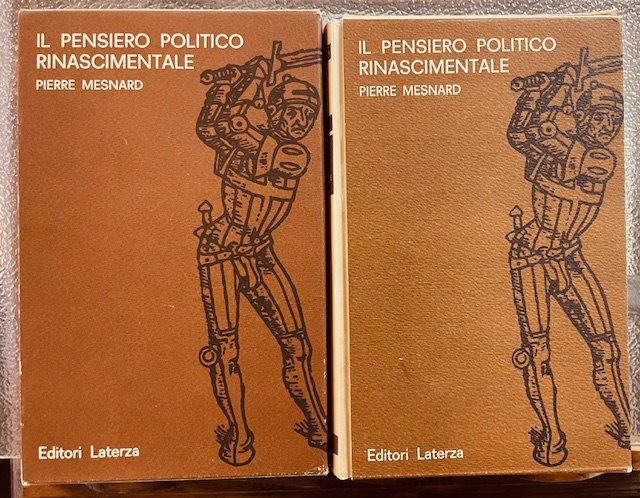 IL PENSIERO POLITICO
RINASCIMENTALE
PIERRE MESNARD
Editori Laterza
IL PENSIERO POLITICO
RINASCIMENTALE
PIERRE MESNARD
Editori Laterza